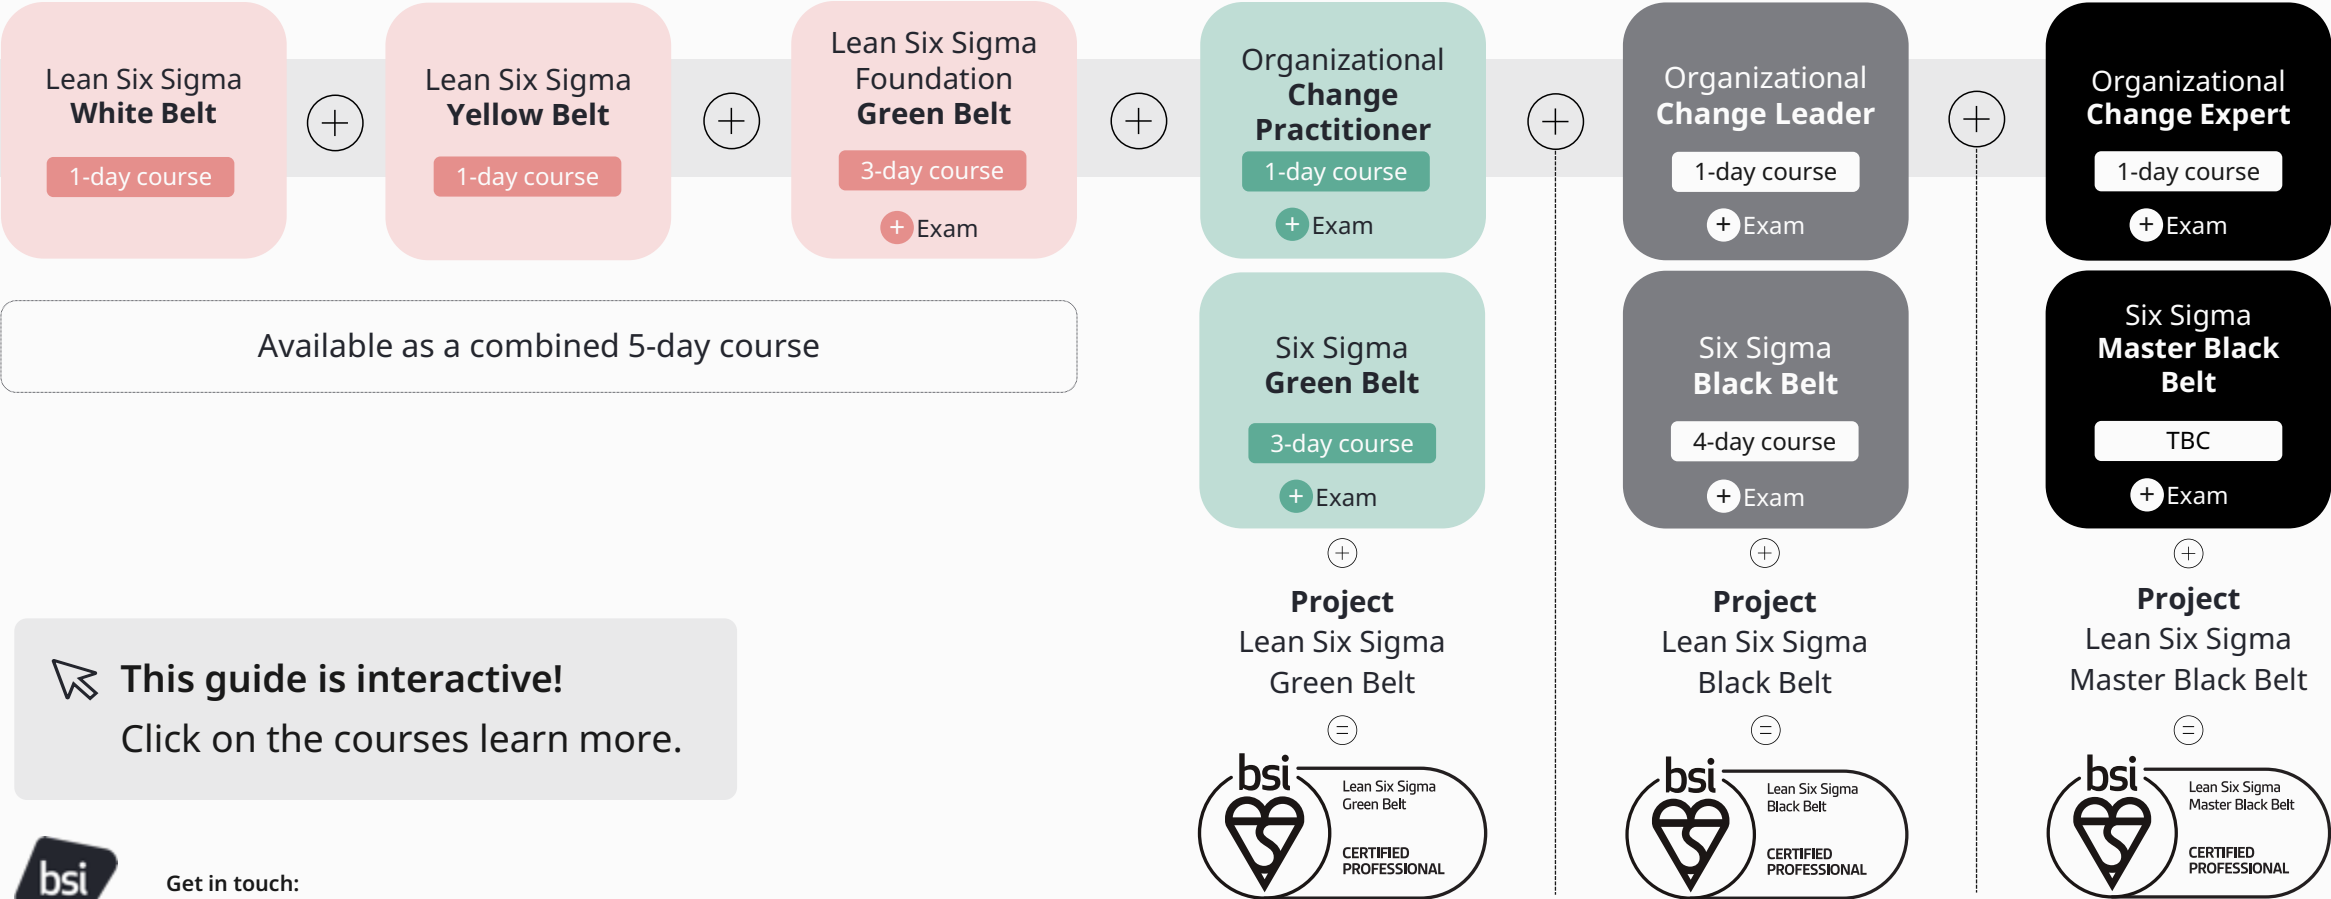 Lean Six Sigma
White Belt
1-day course
Lean Six Sigma
Yellow Belt
1-day course
Lean Six Sigma
Foundation
Green Belt
3-day course
+ Exam
Available as a combined 5-day course
Organizational
Change
Practitioner
1-day course
+ Exam
Six Sigma
Green Belt
3-day course
+ Exam
+
Project
Lean Six Sigma
Green Belt
=
bsi
Lean Six Sigma
Green Belt
CERTIFIED
PROFESSIONAL
Organizational
Change Leader
1-day course
+ Exam
Six Sigma
Black Belt
4-day course
+ Exam
+
Project
Lean Six Sigma
Black Belt
=
bsi
Lean Six Sigma
Black Belt
CERTIFIED
PROFESSIONAL
Organizational
Change Expert
1-day course
+ Exam
Six Sigma
Master Black
Belt
TBC
+ Exam
+
Project
Lean Six Sigma
Master Black Belt
=
bsi
Lean Six Sigma
Master Black Belt
CERTIFIED
PROFESSIONAL
This guide is interactive!
Click on the courses learn more.
bsi
Get in touch: